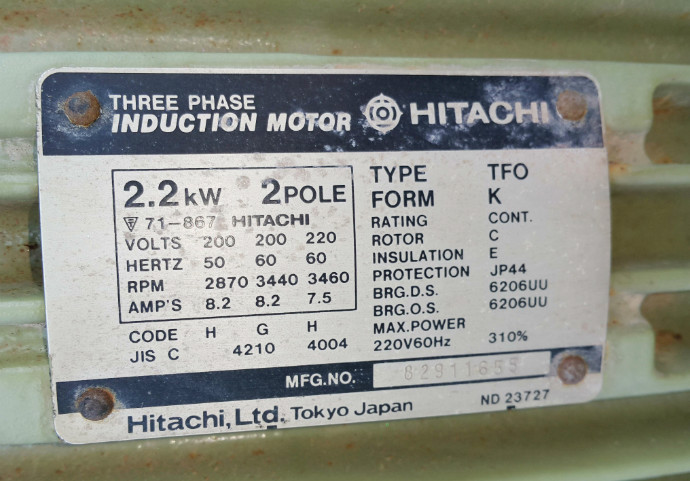 THREE PHASE
INDUCTION MOTOR HITACHI
2.2 kW 2POLE
71-867 HITACHI
VOLTS 200 200 220
HERTZ 50 60 60
RPM 2870 3440 3460
AMP'S 8.2 8.2 7.5
CODE H G H
JIS C 4210 4004
TYPE TFO
FORM K
RATING CONT.
ROTOR C
INSULATION E
PROTECTION JP44
BRG.D.S. 6206UU
BRG.O.S. 6206UU
MAX.POWER
220V60Hz 310%
MFG.NO.
Hitachi, Ltd. Tokyo Japan
ND 23727